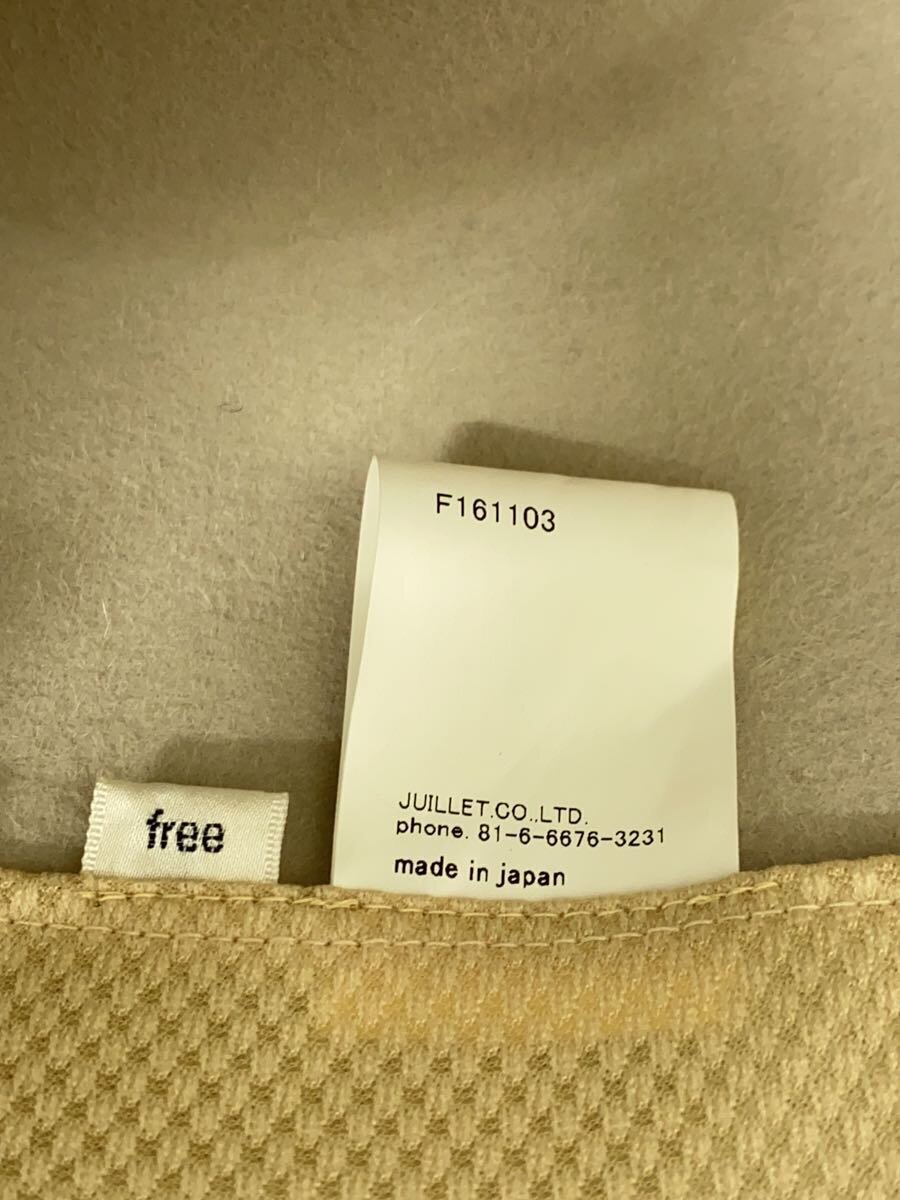 F161103
JUILLET.CO.,LTD.
phone. 81-6-6676-3231
made in japan
free